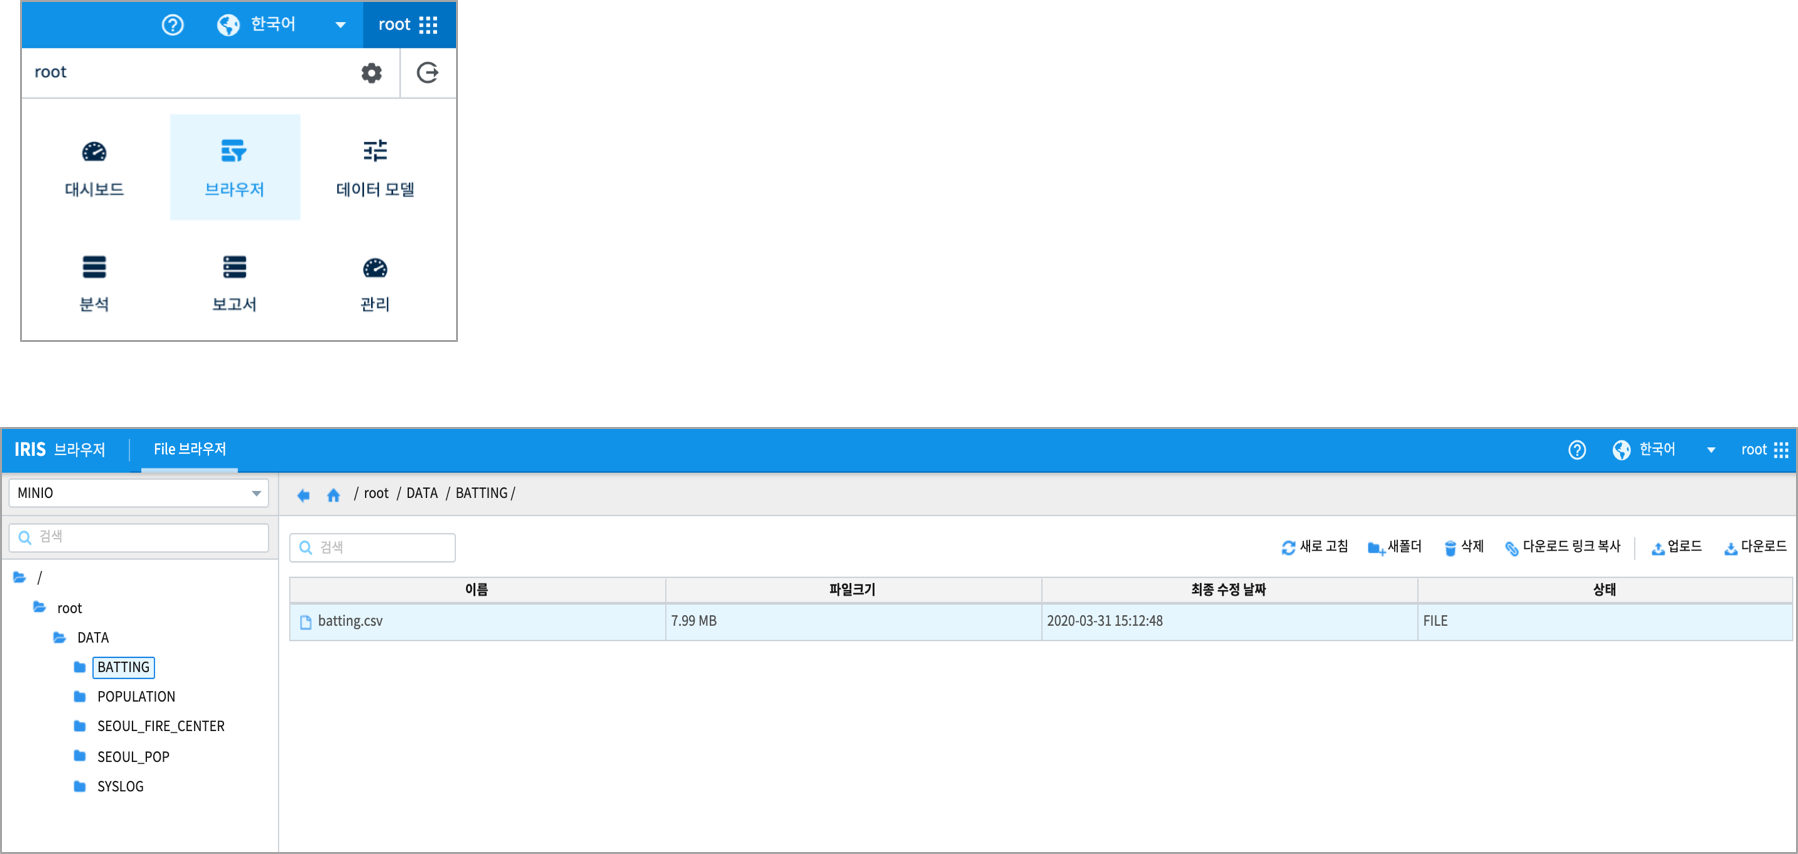 한국어 root
root
대시보드 브라우저 데이터 모델
분석 보고서 관리
IRIS 브라우저 File 브라우저 한국어 root
MINIO / root / DATA / BATTING /
검색
검색 새로 고침 새폴더 삭제 다운로드 링크 복사 업로드 다운로드
이름 파일크기 최종 수정 날짜 상태
batting.csv 7.99 MB 2020-03-31 15:12:48 FILE
/
root
DATA
BATTING
POPULATION
SEOUL_FIRE_CENTER
SEOUL_POP
SYSLOG